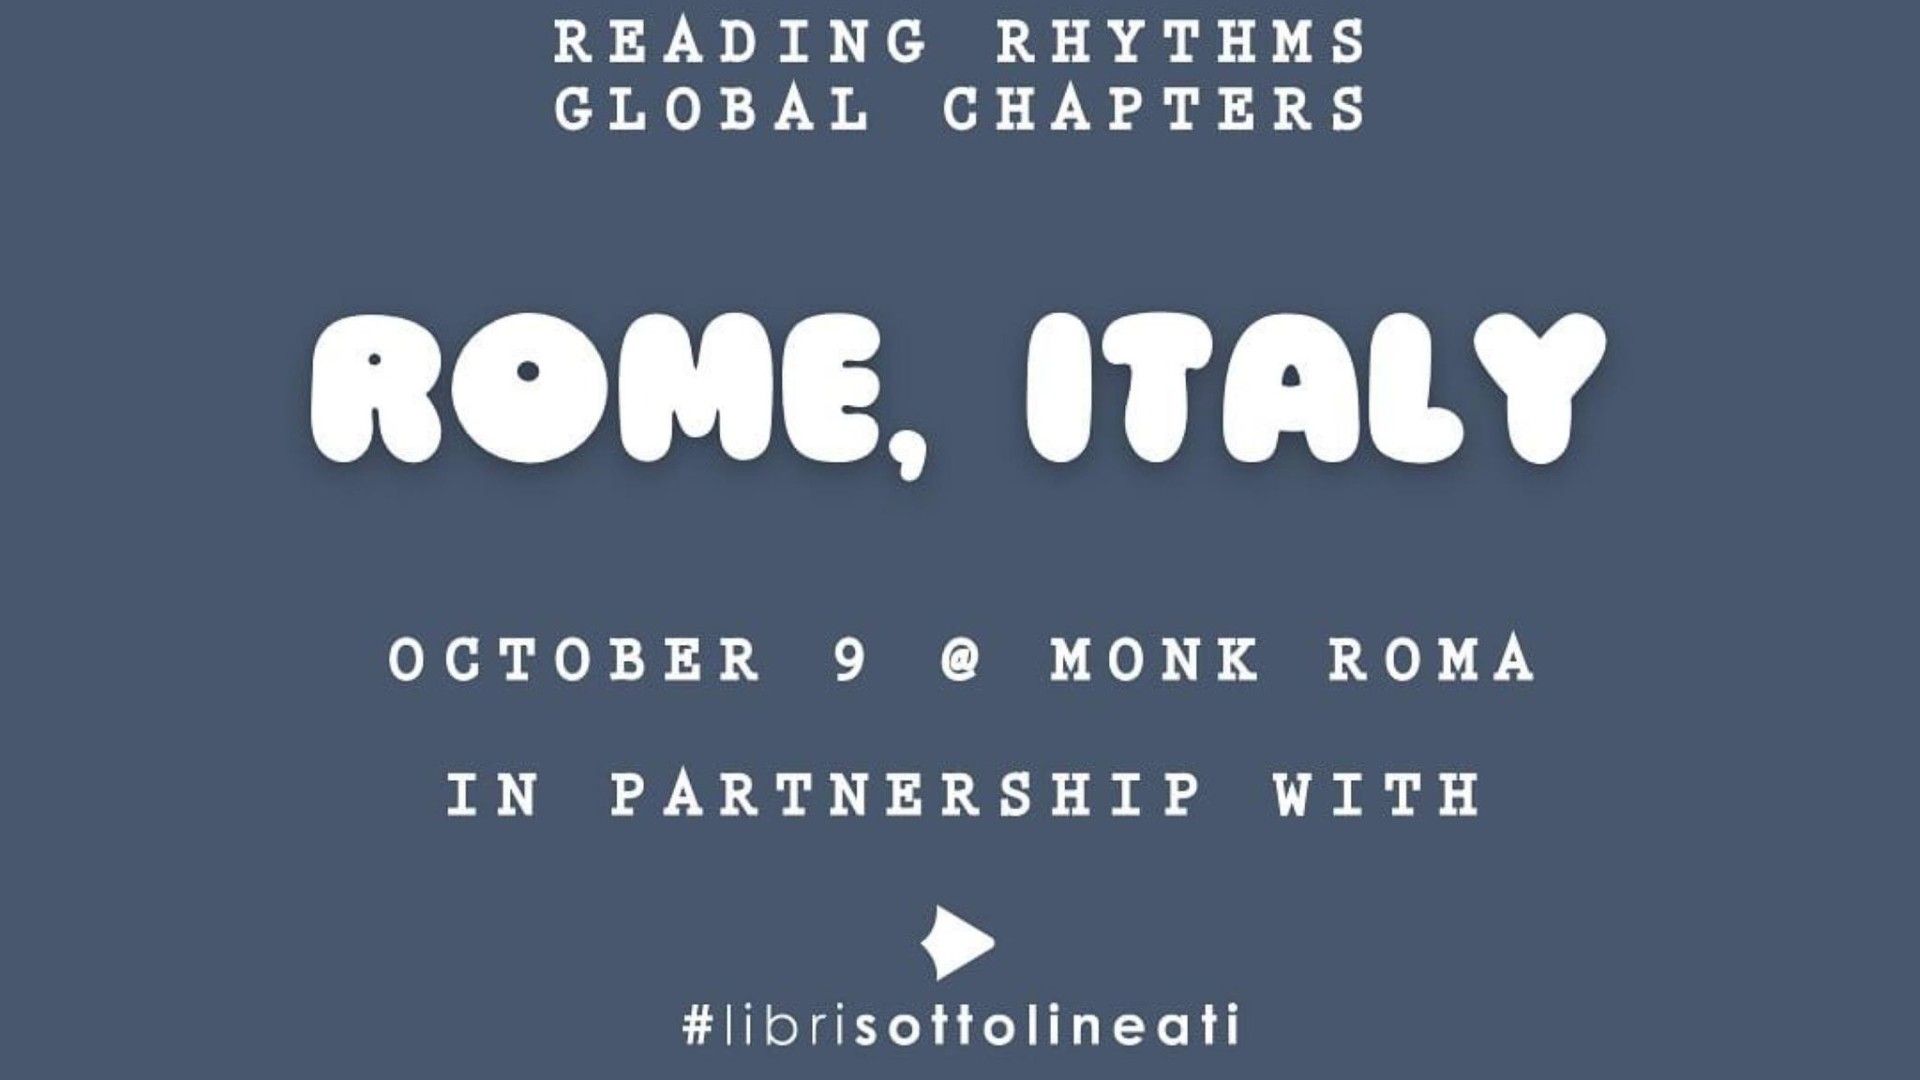 READING RHYTHMS
GLOBAL CHAPTERS
ROME, ITALY
OCTOBER 9 @ MONK ROMA
IN PARTNERSHIP WITH
#librisottolineati